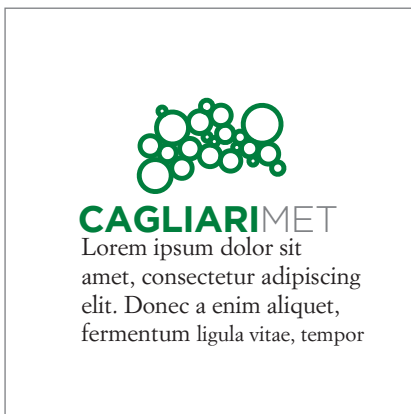 CAGLIARIMET
Lorem ipsum dolor sit
amet, consectetur adipiscing
elit. Donec a enim aliquet,
fermentum ligula vitae, tempor